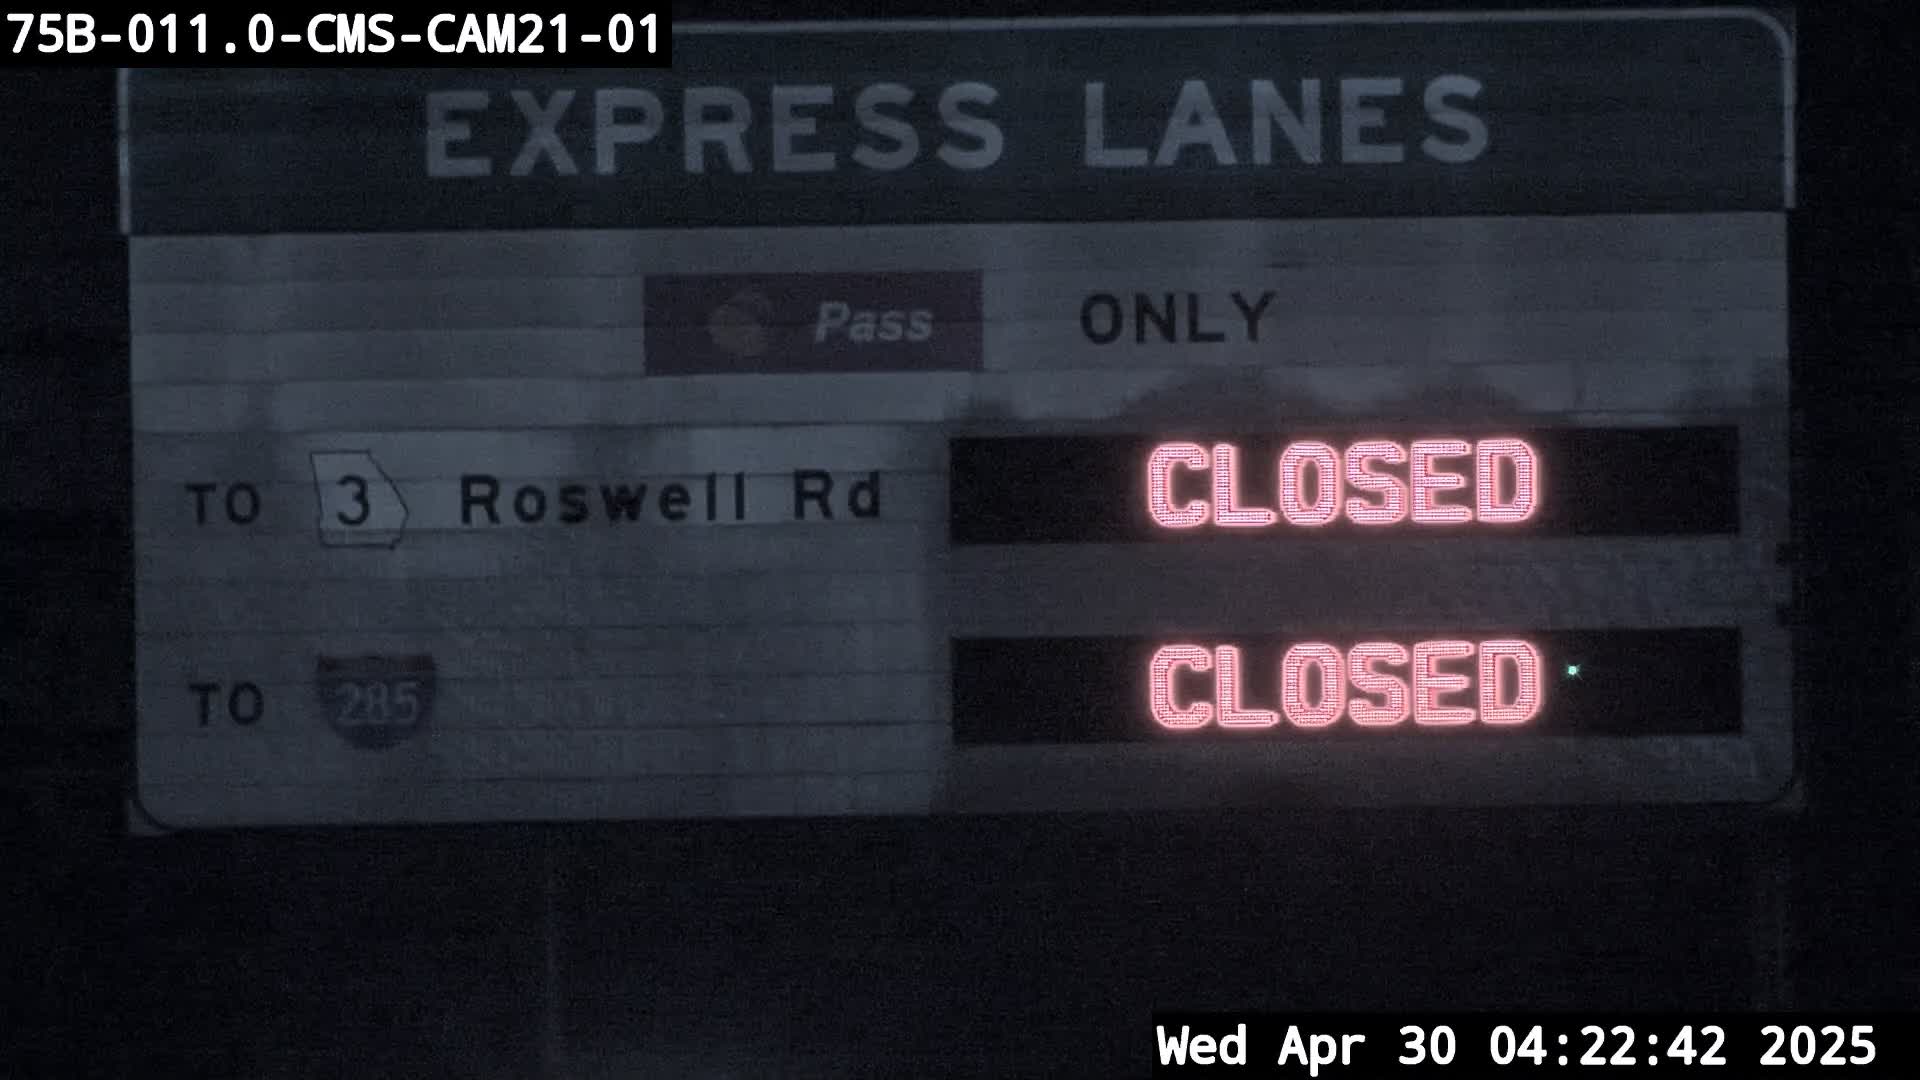 75B-011.0-CMS-CAM21-01
EXPRESS LANES
Pass ONLY
TO 3 Roswell Rd CLOSED
TO 285 CLOSED
Wed Apr 30 04:22:42 2025